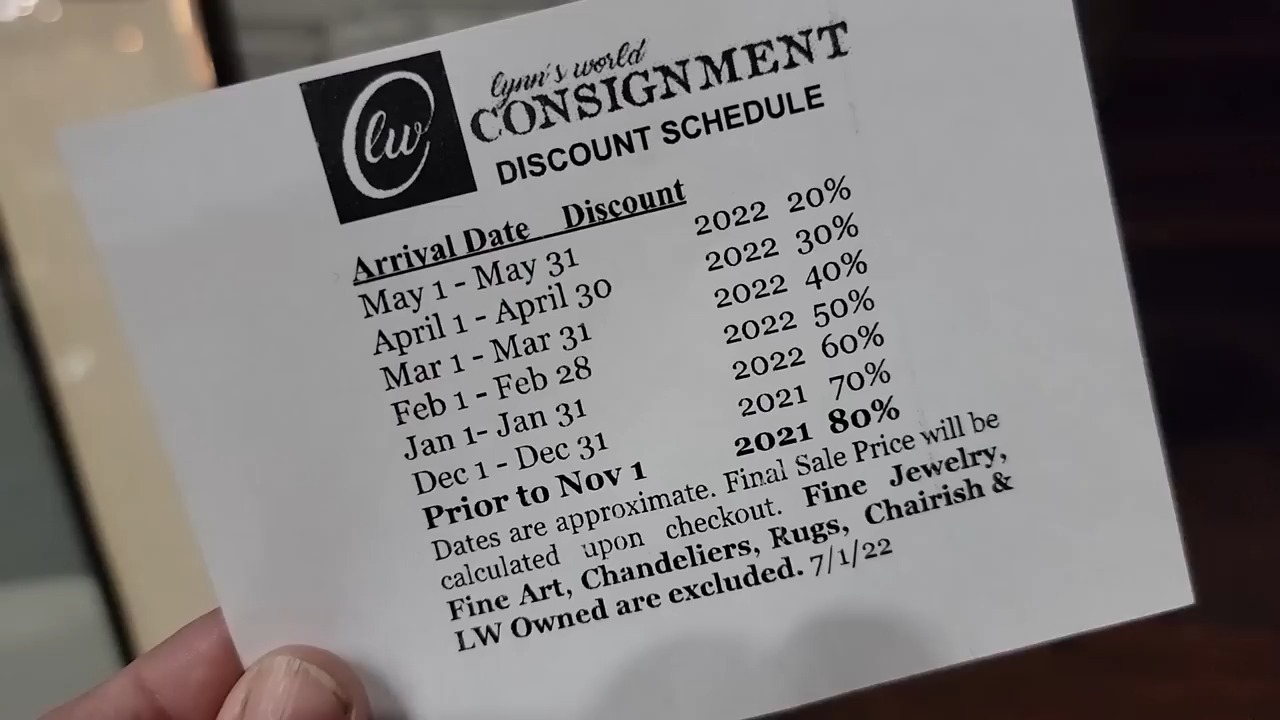 lw
lynn's world
CONSIGNMENT
DISCOUNT SCHEDULE
Arrival Date Discount
May 1 - May 31 2022 20%
April 1 - April 30 2022 30%
Mar 1 - Mar 31 2022 40%
Feb 1 - Feb 28 2022 50%
Jan 1- Jan 31 2022 60%
Dec 1 - Dec 31 2021 70%
Prior to Nov 1 2021 80%
Dates are approximate. Final Sale Price will be
calculated upon checkout. Fine Jewelry,
Fine Art, Chandeliers, Rugs, Chairish &
LW Owned are excluded. 7/1/22